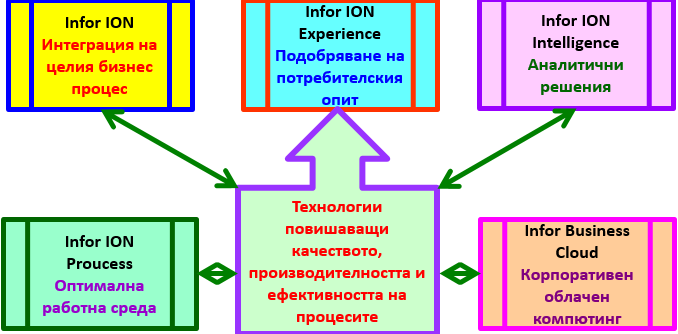 Infor ION
Интеграция на
целия бизнес
процес
Infor ION
Experience
Подобряване на
потребителския
опит
Infor ION
Intelligence
Аналитични
решения
Infor ION
Proucess
Оптимална
работна среда
Технологии
повишаващи
качеството,
производителността и
ефективността на
процесите
Infor Business
Cloud
Корпоративен
облачен
компютинг